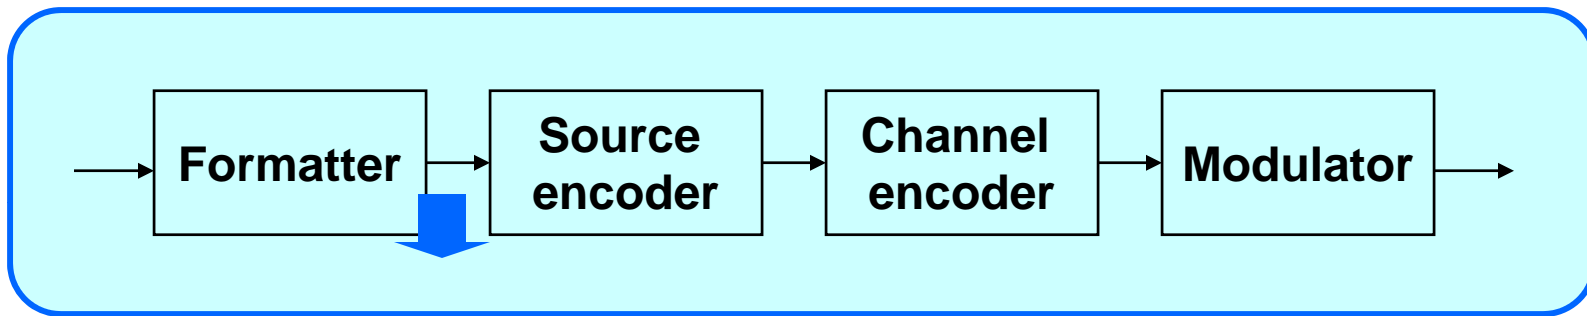 Formatter
Source
encoder
Channel
encoder
Modulator